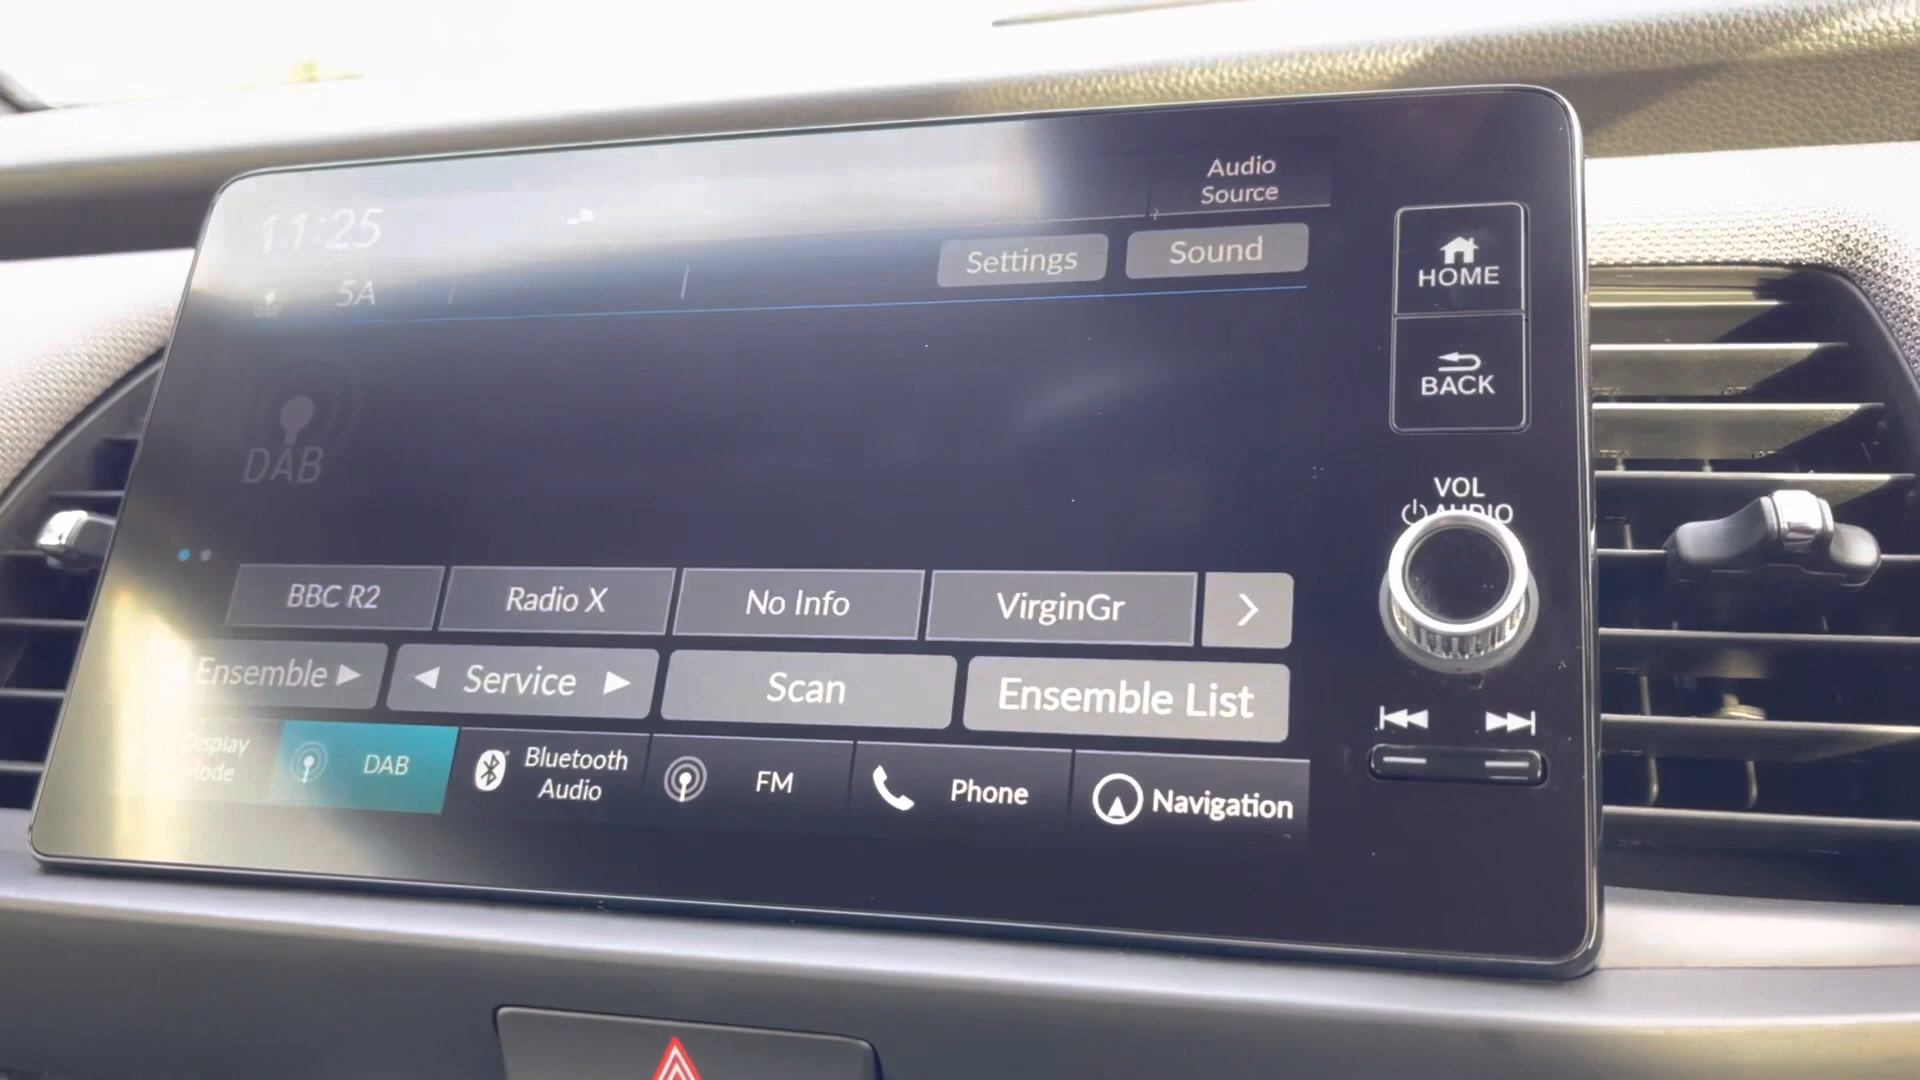 Audio
Source
11:25
Settings
Sound
5A
HOME
BACK
DAB
VOL
AUDIO
BBC R2
Radio X
No Info
VirginGr
Ensemble
Service
Scan
Ensemble List
Display
Mode
DAB
Bluetooth
Audio
FM
Phone
Navigation